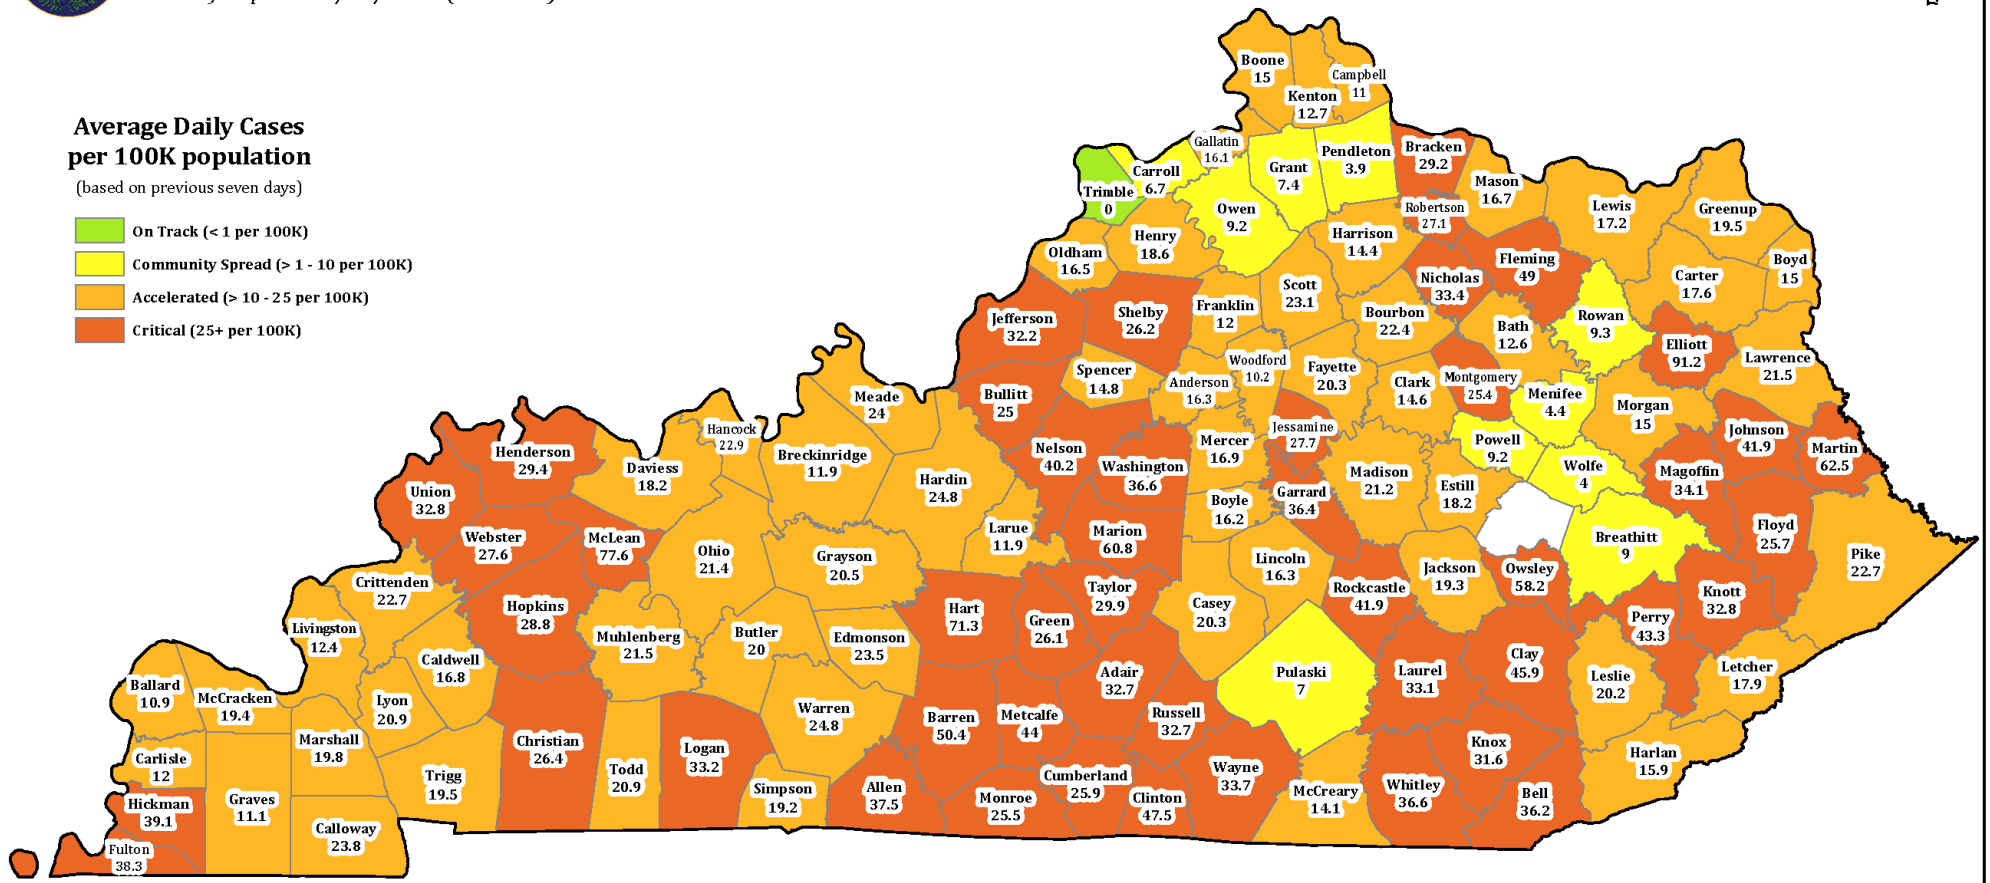 Average Daily Cases
per 100K population
(based on previous seven days)
On Track (< 1 per 100K)
Community Spread (> 1 - 10 per 100K)
Accelerated (> 10 - 25 per 100K)
Critical (25+ per 100K)
Boone
15
Campbell
11
Kenton
12.7
Gallatin
16.1
Carroll
6.7
Trimble
0
Grant
7.4
Pendleton
3.9
Bracken
29.2
Mason
16.7
Robertson
27.1
Lewis
17.2
Greenup
19.5
Owen
9.2
Henry
18.6
Oldham
16.5
Harrison
14.4
Nicholas
33.4
Fleming
49
Boyd
15
Carter
17.6
Scott
23.1
Franklin
12
Shelby
26.2
Jefferson
32.2
Bourbon
22.4
Bath
12.6
Rowan
9.3
Elliott
91.2
Lawrence
21.5
Spencer
14.8
Anderson
16.3
Woodford
10.2
Fayette
20.3
Clark
14.6
Montgomery
25.4
Menifee
4.4
Morgan
15
Bullitt
25
Meade
24
Hancock
22.9
Breckinridge
11.9
Hardin
24.8
Nelson
40.2
Washington
36.6
Mercer
16.9
Jessamine
27.7
Madison
21.2
Powell
9.2
Wolfe
4
Magoffin
34.1
Johnson
41.9
Martin
62.5
Henderson
29.4
Daviess
18.2
Union
32.8
Webster
27.6
McLean
77.6
Ohio
21.4
Grayson
20.5
Larue
11.9
Marion
60.8
Boyle
16.2
Garrard
36.4
Estill
18.2
Breathitt
9
Floyd
25.7
Pike
22.7
Lincoln
16.3
Rockcastle
41.9
Jackson
19.3
Owsley
58.2
Knott
32.8
Perry
43.3
Crittenden
22.7
Livingston
12.4
Hopkins
28.8
Muhlenberg
21.5
Butler
20
Edmonson
23.5
Hart
71.3
Green
26.1
Taylor
29.9
Casey
20.3
Pulaski
7
Laurel
33.1
Clay
45.9
Leslie
20.2
Letcher
17.9
Caldwell
16.8
Ballard
10.9
McCracken
19.4
Lyon
20.9
Adair
32.7
Russell
32.7
Metcalfe
44
Barren
50.4
Warren
24.8
Carlisle
12
Marshall
19.8
Trigg
19.5
Christian
26.4
Todd
20.9
Logan
33.2
Simpson
19.2
Allen
37.5
Monroe
25.5
Cumberland
25.9
Clinton
47.5
Wayne
33.7
McCreary
14.1
Whitley
36.6
Knox
31.6
Bell
36.2
Harlan
15.9
Hickman
39.1
Graves
11.1
Calloway
23.8
Fulton
38.3